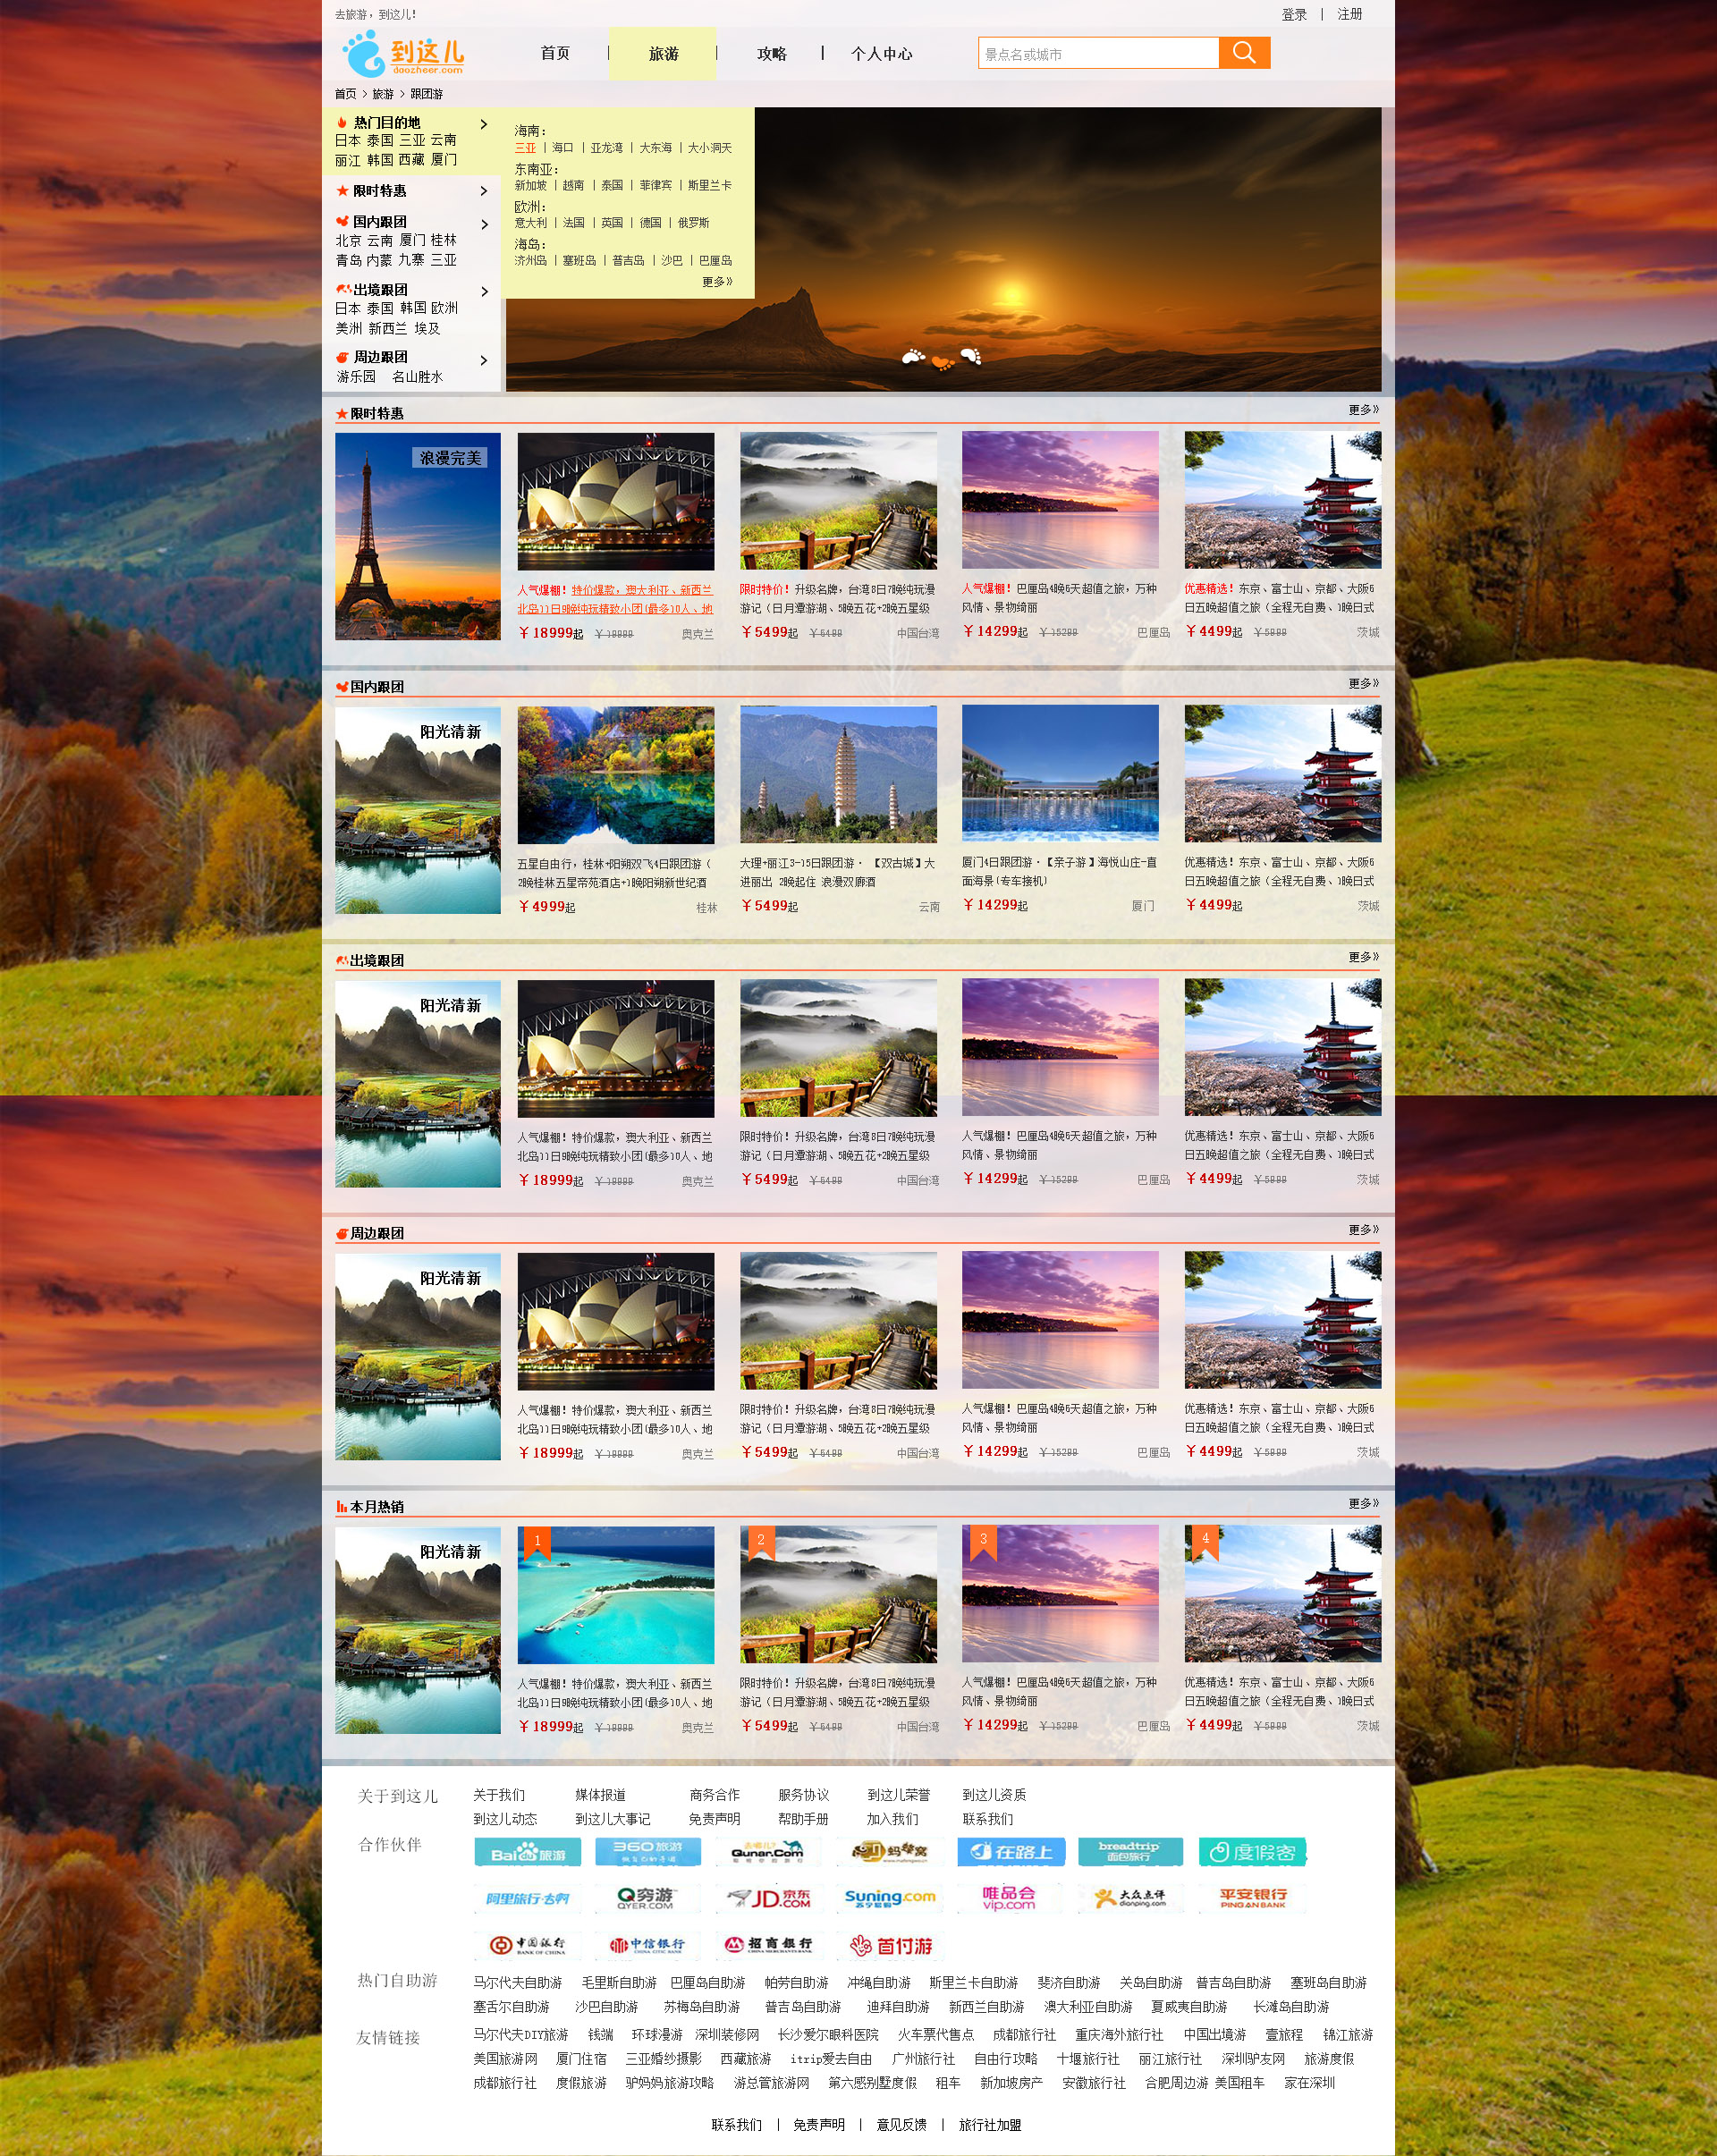 去旅游，到这儿！
登录 | 注册
到这儿
daozheer.com
首页 | 旅游 | 攻略 | 个人中心
景点名或城市
首页 > 旅游 > 跟团游
热门目的地
日本 泰国 三亚 云南
丽江 韩国 西藏 厦门
限时特惠
国内跟团
北京 云南 厦门 桂林
青岛 内蒙 九寨 三亚
出境跟团
日本 泰国 韩国 欧洲
美洲 新西兰 埃及
周边跟团
游乐园 名山胜水
海南：
三亚 | 海口 | 亚龙湾 | 大东海 | 大小洞天
东南亚：
新加坡 | 越南 | 泰国 | 菲律宾 | 斯里兰卡
欧洲：
意大利 | 法国 | 英国 | 德国 | 俄罗斯
海岛：
济州岛 | 塞班岛 | 普吉岛 | 沙巴 | 巴厘岛
更多》
限时特惠 更多》
浪漫完美
人气爆棚！特价爆款，澳大利亚、新西兰
北岛11日9晚纯玩精致小团(最多10人、地
￥18999起 ￥19999 奥克兰
限时特价！升级名牌，台湾8日7晚纯玩漫
游记（日月潭游湖、5晚五花+2晚五星级
￥5499起 ￥6499 中国台湾
人气爆棚！巴厘岛4晚6天超值之旅，万种
风情、景物绮丽
￥14299起 ￥15299 巴厘岛
优惠精选！东京、富士山、京都、大阪6
日五晚超值之旅（全程无自费、1晚日式
￥4499起 ￥5999 茨城
国内跟团 更多》
阳光清新
五星自由行，桂林+阳朔双飞4日跟团游（
2晚桂林五星帝苑酒店+1晚阳朔新世纪酒
￥4999起 桂林
大理+丽江3-15日跟团游· 【双古城】大
进丽出 2晚起住 浪漫双廊酒
￥5499起 云南
厦门4日跟团游·【亲子游】海悦山庄-直
面海景(专车接机)
￥14299起 厦门
优惠精选！东京、富士山、京都、大阪6
日五晚超值之旅（全程无自费、1晚日式
￥4499起 茨城
出境跟团 更多》
阳光清新
人气爆棚！特价爆款，澳大利亚、新西兰
北岛11日9晚纯玩精致小团(最多10人、地
￥18999起 ￥19999 奥克兰
限时特价！升级名牌，台湾8日7晚纯玩漫
游记（日月潭游湖、5晚五花+2晚五星级
￥5499起 ￥6499 中国台湾
人气爆棚！巴厘岛4晚6天超值之旅，万种
风情、景物绮丽
￥14299起 ￥15299 巴厘岛
优惠精选！东京、富士山、京都、大阪6
日五晚超值之旅（全程无自费、1晚日式
￥4499起 ￥5999 茨城
周边跟团 更多》
阳光清新
人气爆棚！特价爆款，澳大利亚、新西兰
北岛11日9晚纯玩精致小团(最多10人、地
￥18999起 ￥19999 奥克兰
限时特价！升级名牌，台湾8日7晚纯玩漫
游记（日月潭游湖、5晚五花+2晚五星级
￥5499起 ￥6499 中国台湾
人气爆棚！巴厘岛4晚6天超值之旅，万种
风情、景物绮丽
￥14299起 ￥15299 巴厘岛
优惠精选！东京、富士山、京都、大阪6
日五晚超值之旅（全程无自费、1晚日式
￥4499起 ￥5999 茨城
本月热销 更多》
阳光清新
1
人气爆棚！特价爆款，澳大利亚、新西兰
北岛11日9晚纯玩精致小团(最多10人、地
￥18999起 ￥19999 奥克兰
2
限时特价！升级名牌，台湾8日7晚纯玩漫
游记（日月潭游湖、5晚五花+2晚五星级
￥5499起 ￥6499 中国台湾
3
人气爆棚！巴厘岛4晚6天超值之旅，万种
风情、景物绮丽
￥14299起 ￥15299 巴厘岛
4
优惠精选！东京、富士山、京都、大阪6
日五晚超值之旅（全程无自费、1晚日式
￥4499起 ￥5999 茨城
关于到这儿 关于我们 媒体报道 商务合作 服务协议 到这儿荣誉 到这儿资质
到这儿动态 到这儿大事记 免责声明 帮助手册 加入我们 联系我们
合作伙伴
Bai du 旅游 360旅游 去哪儿? Qunar.Com 蚂蜂窝 在路上 breadtrip 面包旅行 度假客
阿里旅行·去啊 穷游 QYER.COM JD.COM 京东 Suning.com 苏宁易购 唯品会 vip.com 大众点评 dianping.com 平安银行 PING AN BANK
中国银行 BANK OF CHINA 中信银行 CHINA CITIC BANK 招商银行 CHINA MERCHANTS BANK 首付游
热门自助游 马尔代夫自助游 毛里斯自助游 巴厘岛自助游 帕劳自助游 冲绳自助游 斯里兰卡自助游 斐济自助游 关岛自助游 普吉岛自助游 塞班岛自助游
塞舌尔自助游 沙巴自助游 苏梅岛自助游 普吉岛自助游 迪拜自助游 新西兰自助游 澳大利亚自助游 夏威夷自助游 长滩岛自助游
友情链接 马尔代夫DIY旅游 钱端 环球漫游 深圳装修网 长沙爱尔眼科医院 火车票代售点 成都旅行社 重庆海外旅行社 中国出境游 壹旅程 锦江旅游
美国旅游网 厦门住宿 三亚婚纱摄影 西藏旅游 itrip爱去自由 广州旅行社 自由行攻略 十堰旅行社 丽江旅行社 深圳驴友网 旅游度假
成都旅行社 度假旅游 驴妈妈旅游攻略 游总管旅游网 第六感别墅度假 租车 新加坡房产 安徽旅行社 合肥周边游 美国租车 家在深圳
联系我们 | 免责声明 | 意见反馈 | 旅行社加盟